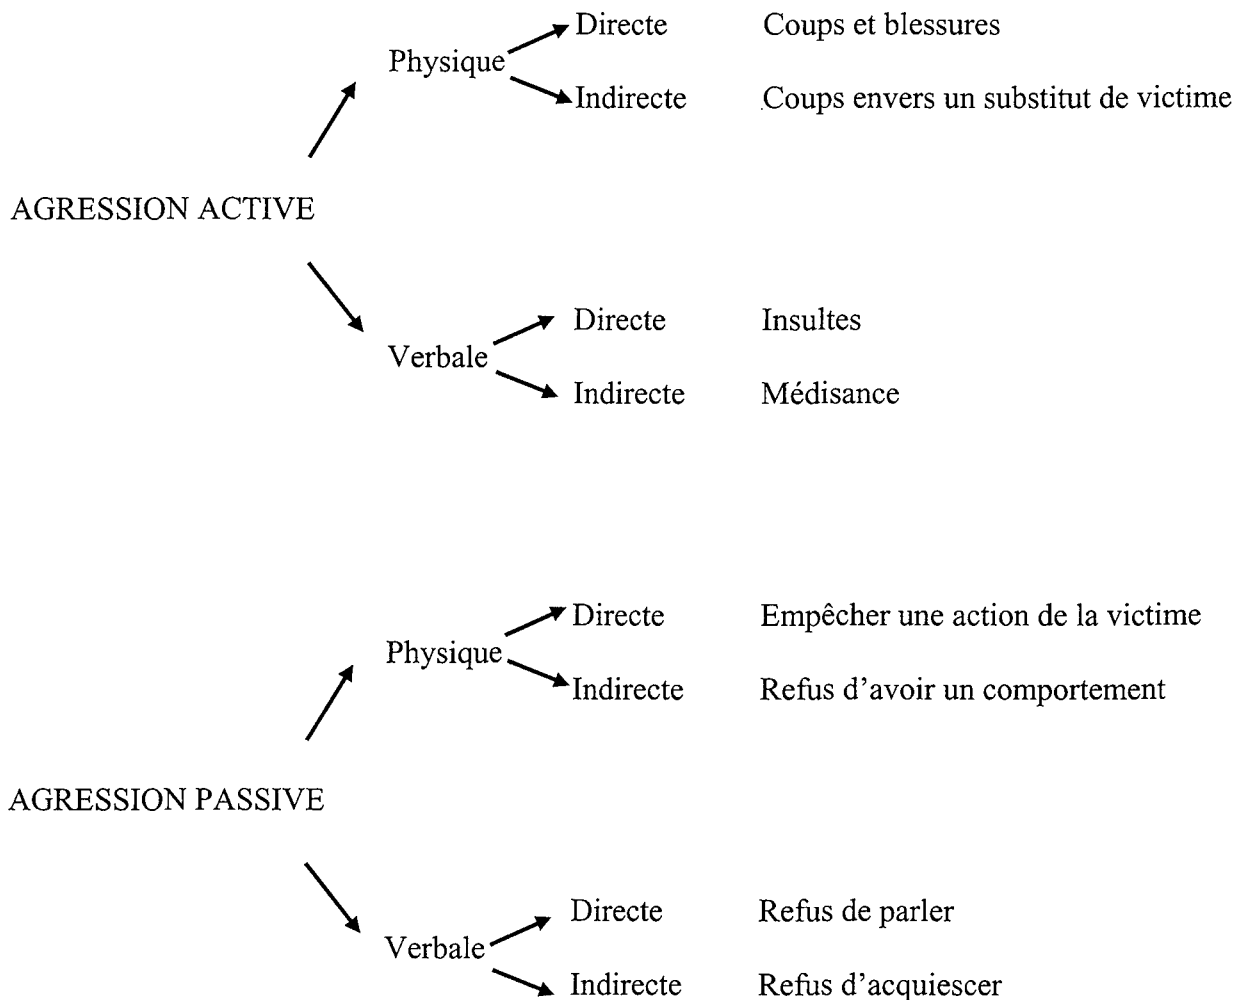 Directe Coups et blessures
Physique
Indirecte Coups envers un substitut de victime
AGRESSION ACTIVE
Directe Insultes
Verbale
Indirecte Médisance
Directe Empêcher une action de la victime
Physique
Indirecte Refus d’avoir un comportement
AGRESSION PASSIVE
Directe Refus de parler
Verbale
Indirecte Refus d’acquiescer